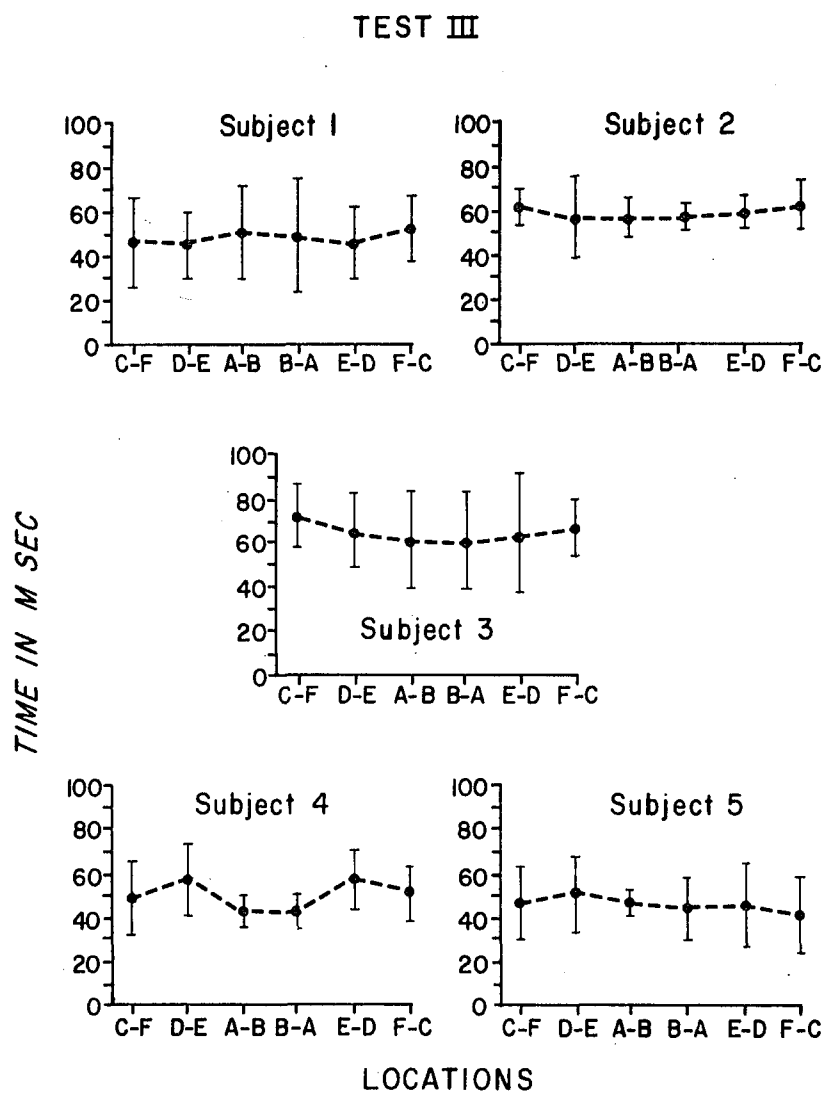 TEST III
Subject 1
100
80
60
40
20
0
C-F D-E A-B B-A E-D F-C
Subject 2
100
80
60
40
20
0
C-F D-E A-B B-A E-D F-C
Subject 3
100
80
60
40
20
0
C-F D-E A-B B-A E-D F-C
TIME IN M SEC
Subject 4
100
80
60
40
20
0
C-F D-E A-B B-A E-D F-C
Subject 5
100
80
60
40
20
0
C-F D-E A-B B-A E-D F-C
LOCATIONS